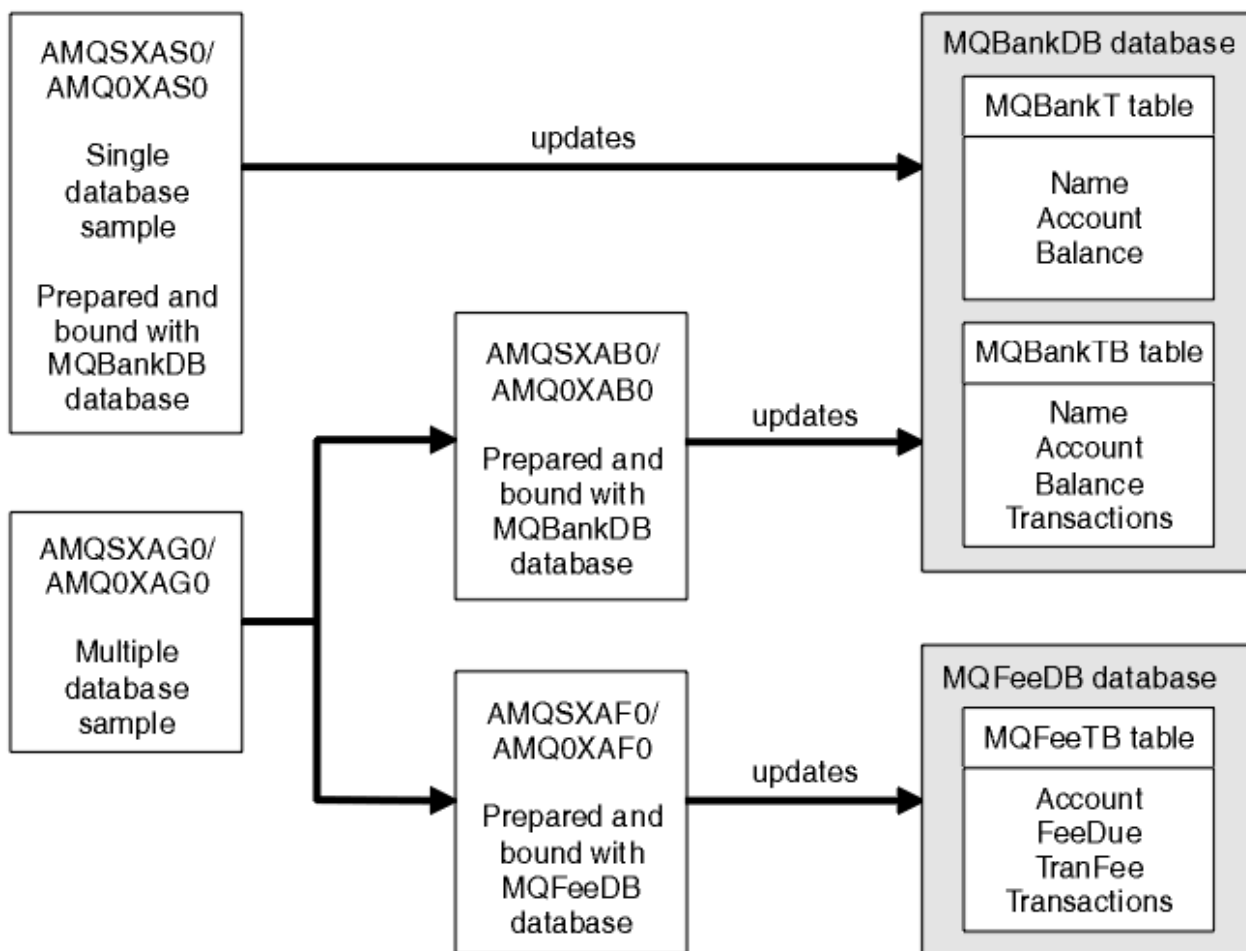 AMQSXAS0/
AMQ0XAS0
Single
database
sample
Prepared and
bound with
MQBankDB
database
updates
MQBankDB database
MQBankT table
Name
Account
Balance
MQBankTB table
Name
Account
Balance
Transactions
AMQSXAG0/
AMQ0XAG0
Multiple
database
sample
AMQSXAB0/
AMQ0XAB0
Prepared and
bound with
MQBankDB
database
updates
AMQSXAF0/
AMQ0XAF0
Prepared and
bound with
MQFeeDB
database
updates
MQFeeDB database
MQFeeTB table
Account
FeeDue
TranFee
Transactions